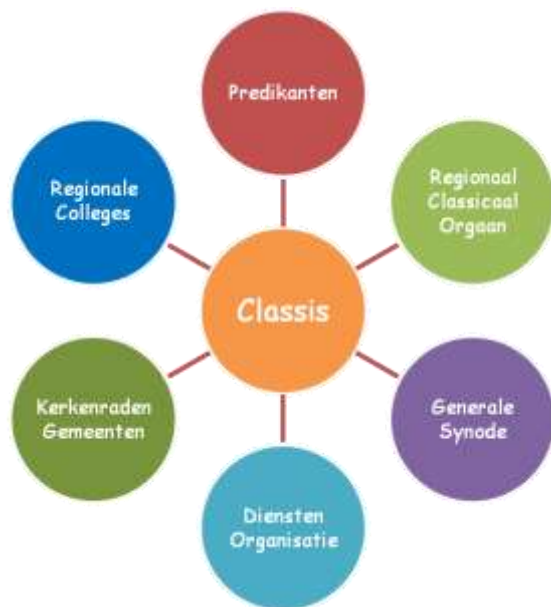 Predikanten
Regionale
Colleges
Regionaal
Classicaal
Orgaan
Classis
Kerkenraden
Gemeenten
Generale
Synode
Diensten
Organisatie